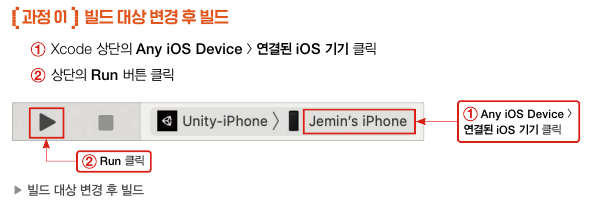 [과정 01] 빌드 대상 변경 후 빌드
① Xcode 상단의 Any iOS Device > 연결된 iOS 기기 클릭
② 상단의 Run 버튼 클릭
Unity-iPhone > Jemin's iPhone
① Any iOS Device >
연결된 iOS 기기 클릭
② Run 클릭
▶ 빌드 대상 변경 후 빌드